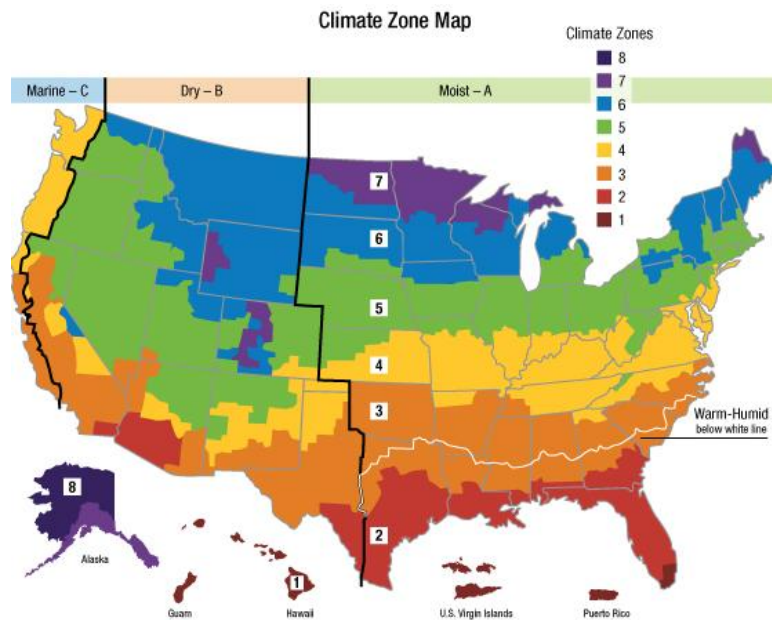 Climate Zone Map
Climate Zones
8
7
6
5
4
3
2
1
Marine – C
Dry – B
Moist – A
7
6
5
4
3
Warm-Humid
below white line
8
2
Alaska
1
Guam
Hawaii
U.S. Virgin Islands
Puerto Rico